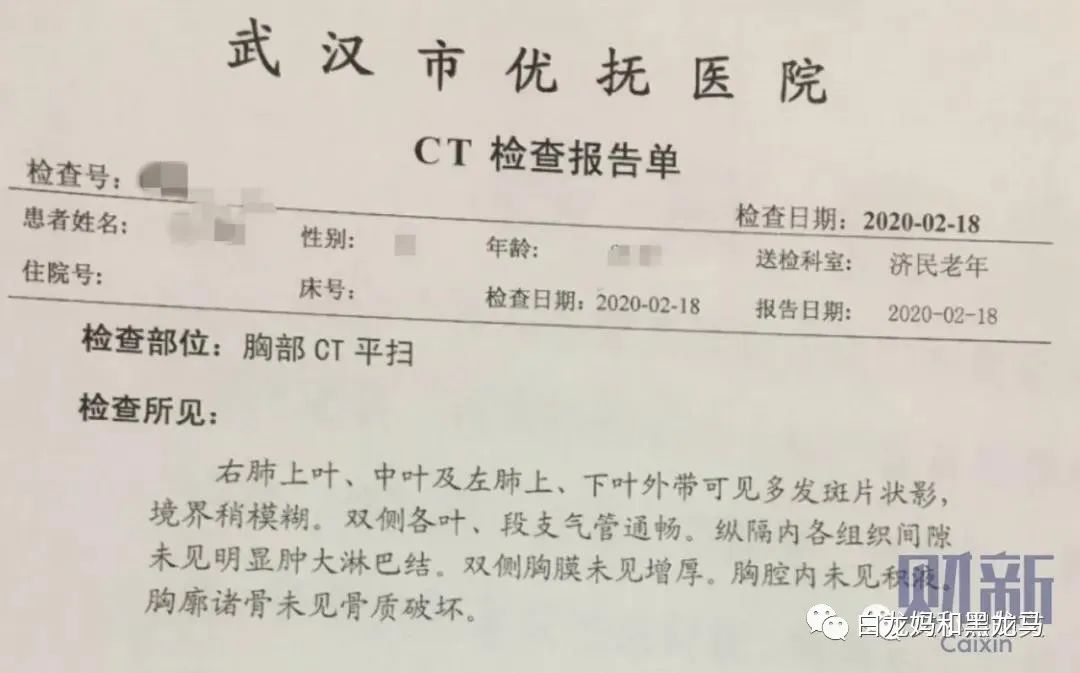 武汉市优抚医院
CT 检查报告单
检查号:
检查日期: 2020-02-18
患者姓名: 性别: 年龄: 送检科室: 济民老年
住院号: 床号: 检查日期: 2020-02-18 报告日期: 2020-02-18
检查部位: 胸部 CT 平扫
检查所见:
右肺上叶、中叶及左肺上、下叶外带可见多发斑片状影,
境界稍模糊。双侧各叶、段支气管通畅。纵隔内各组织间隙
未见明显肿大淋巴结。双侧胸膜未见增厚。胸腔内未见积液。
胸廓诸骨未见骨质破坏。
财新
白龙妈和黑龙马
Caixin